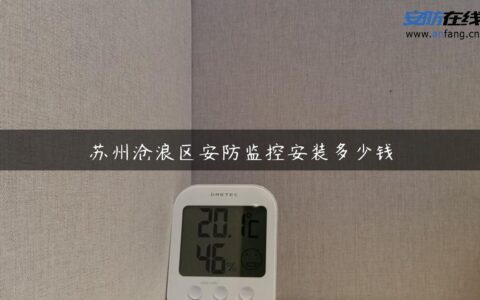 安防在线
www.anfang.cn
苏州沧浪区安防监控安装多少钱
DRETEC
20.1℃
46%